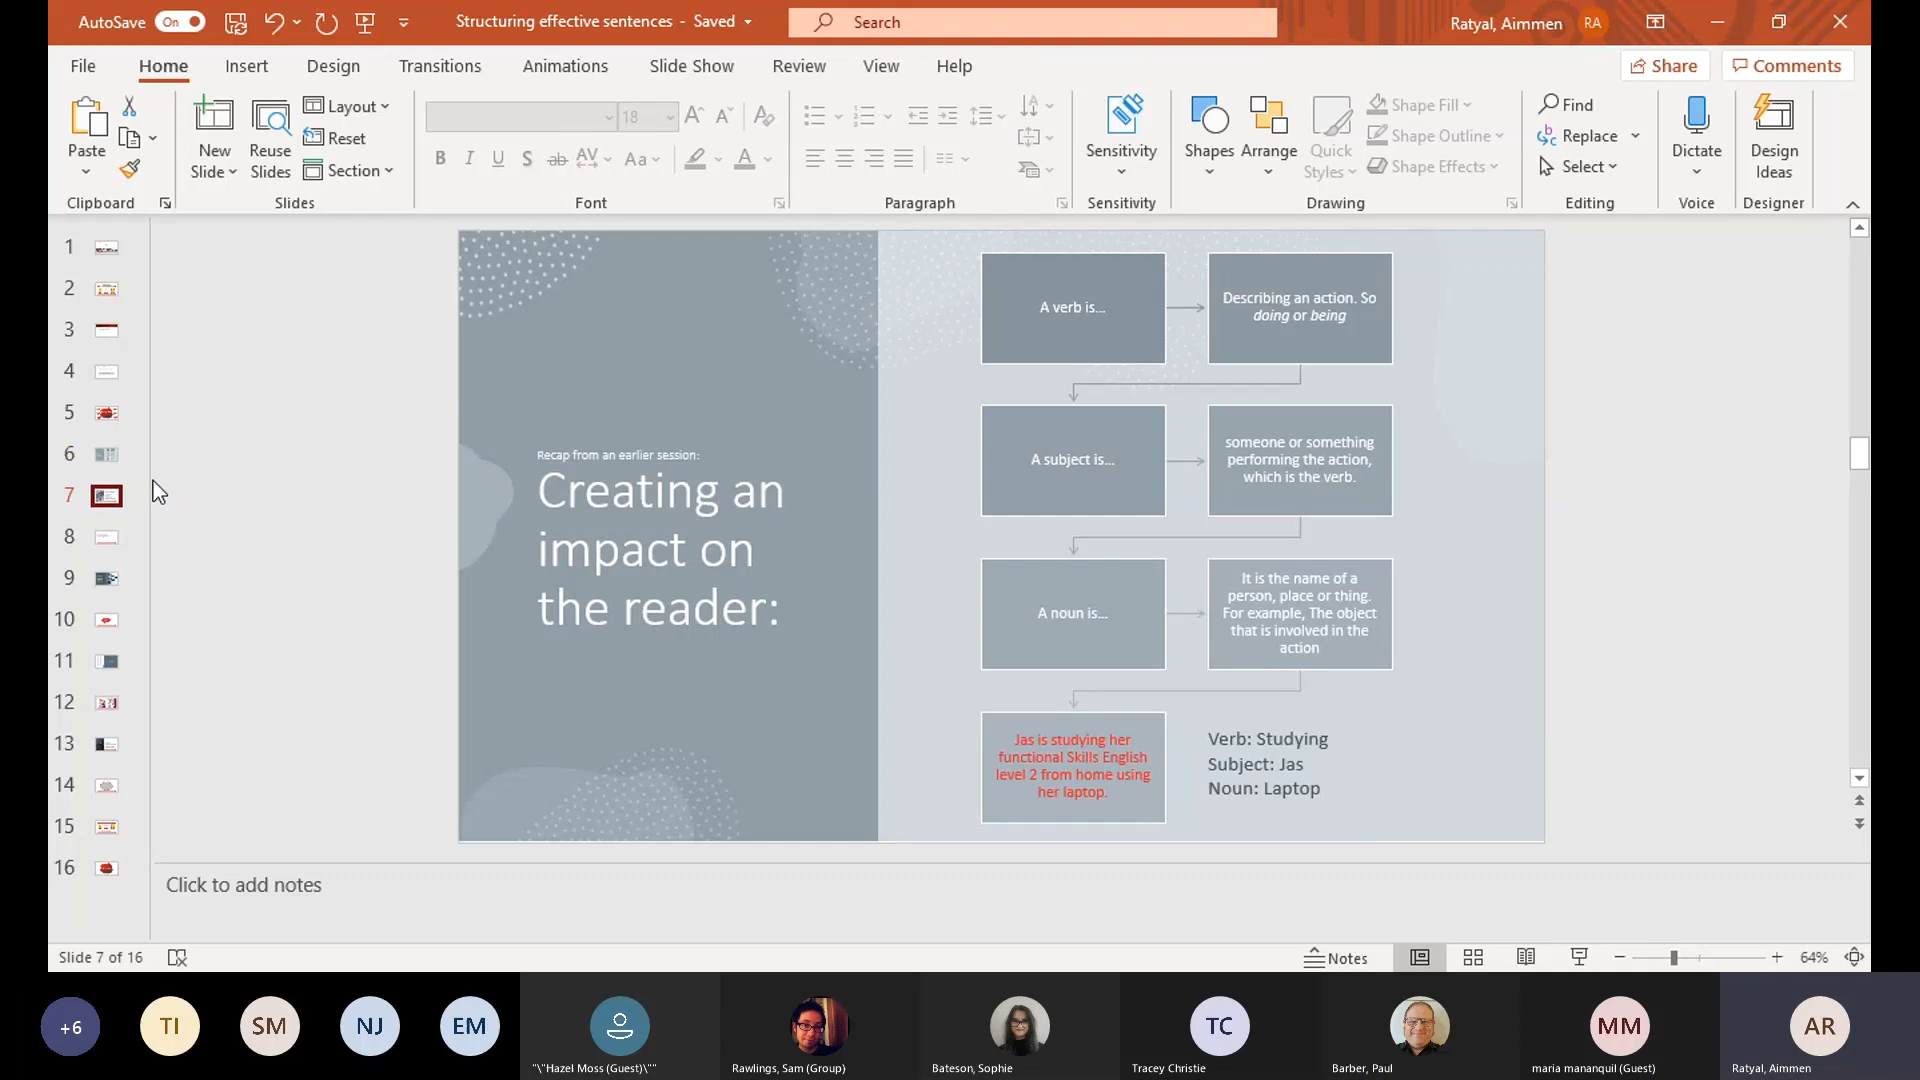 AutoSave On
Structuring effective sentences - Saved
Search
Ratyal, Aimmen RA
File Home Insert Design Transitions Animations Slide Show Review View Help
Share Comments
Paste
New Slide
Reuse Slides
Layout
Reset
Section
18
B I U S ab AV Aa A
Sensitivity
Shapes
Arrange
Quick Styles
Shape Fill
Shape Outline
Shape Effects
Find
Replace
Select
Dictate
Design Ideas
Clipboard Slides Font Paragraph Sensitivity Drawing Editing Voice Designer
1
2
3
4
5
6
7
8
9
10
11
12
13
14
15
16
Recap from an earlier session:
Creating an
impact on
the reader:
A verb is...
Describing an action. So
doing or being
A subject is...
someone or something
performing the action,
which is the verb.
A noun is...
It is the name of a
person, place or thing.
For example, The object
that is involved in the
action
Jas is studying her
functional Skills English
level 2 from home using
her laptop.
Verb: Studying
Subject: Jas
Noun: Laptop
Click to add notes
Slide 7 of 16
Notes
64%
+6 TI SM NJ EM TC MM AR
"\"Hazel Moss (Guest)\""
Rawlings, Sam (Group)
Bateson, Sophie
Tracey Christie
Barber, Paul
maria mananquil (Guest)
Ratyal, Aimmen